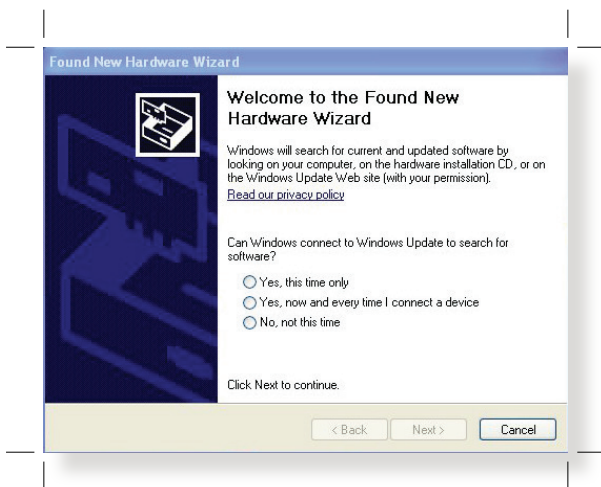 Found New Hardware Wizard
Welcome to the Found New
Hardware Wizard
Windows will search for current and updated software by
looking on your computer, on the hardware installation CD, or on
the Windows Update Web site (with your permission).
Read our privacy policy
Can Windows connect to Windows Update to search for
software?
Yes, this time only
Yes, now and every time I connect a device
No, not this time
Click Next to continue.
< Back
Next >
Cancel